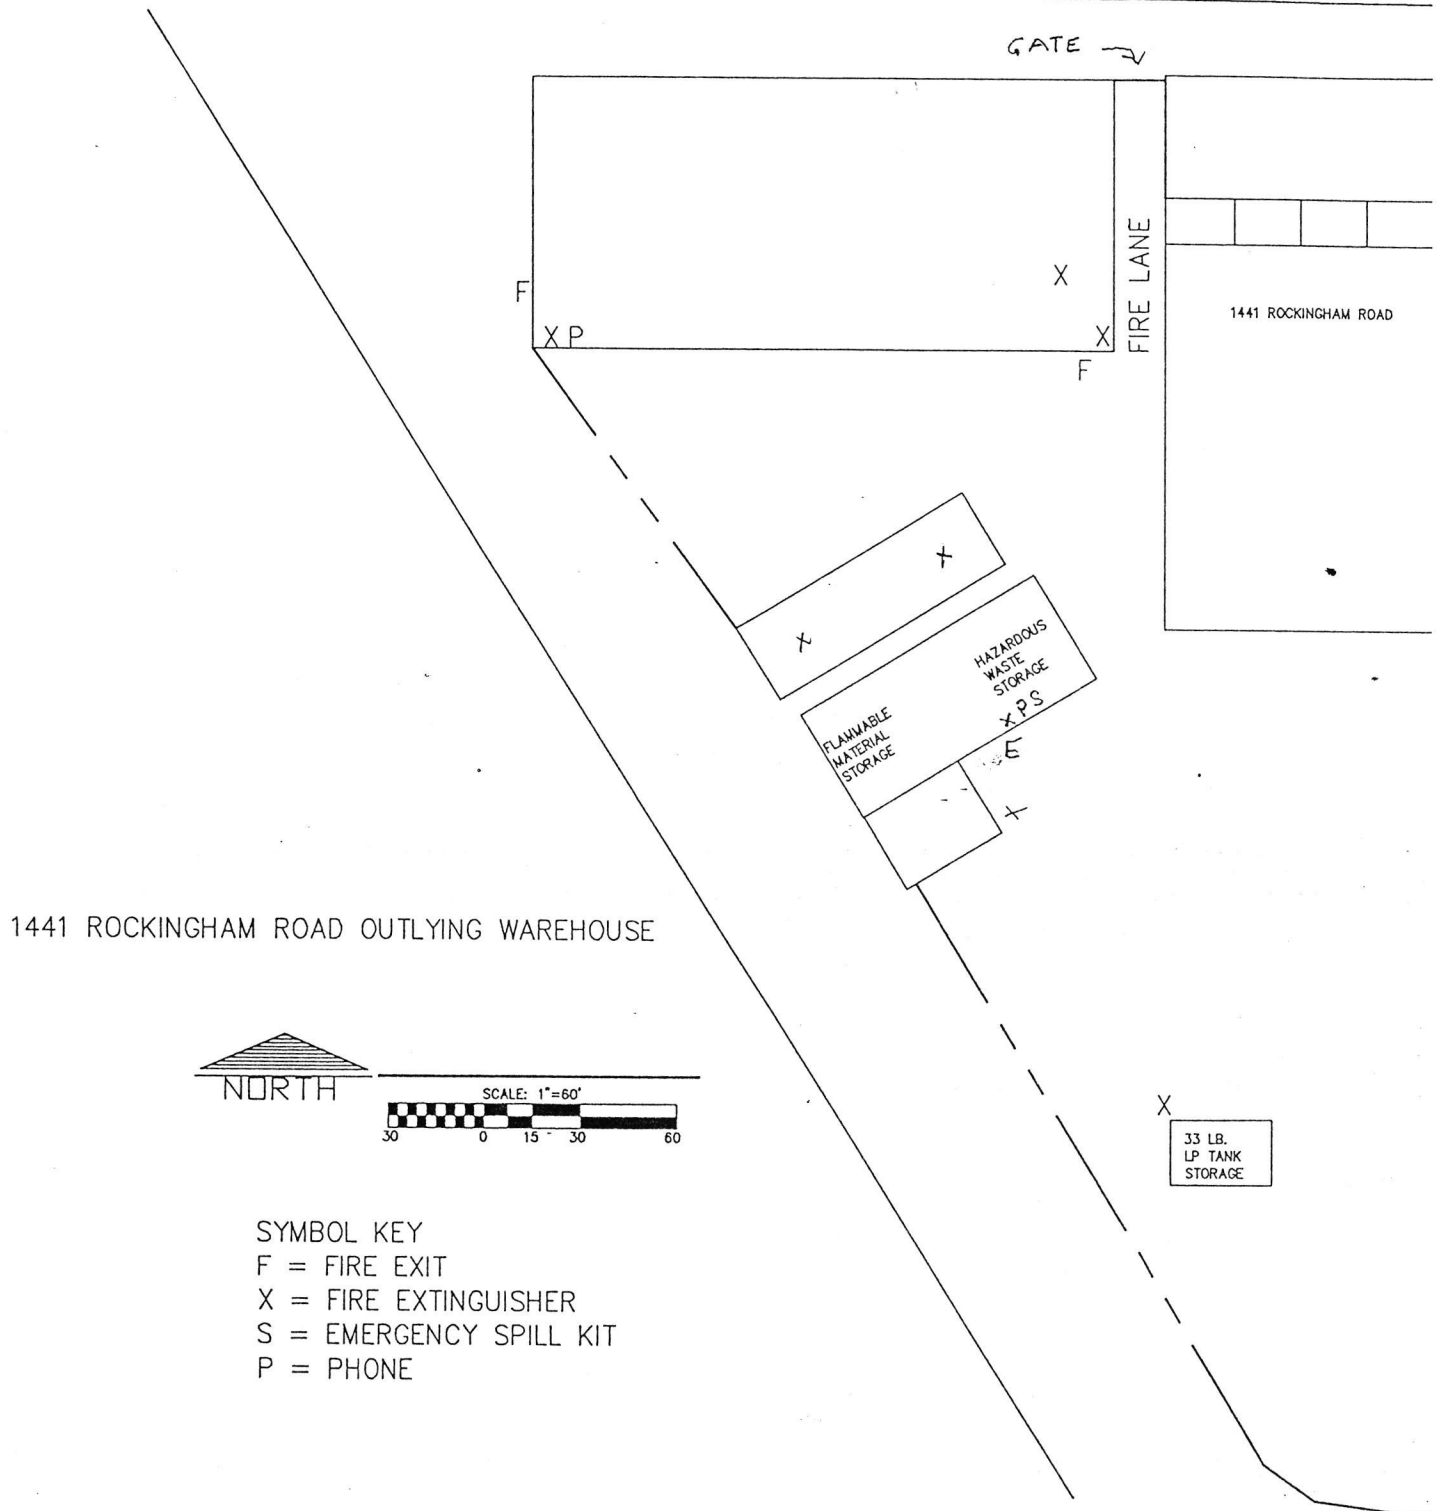 GATE
FIRE LANE
X
F
1441 ROCKINGHAM ROAD
X P
X
F
X
X
HAZARDOUS
WASTE
STORAGE
X P S
FLAMMABLE
MATERIAL
STORAGE
E
X
1441 ROCKINGHAM ROAD OUTLYING WAREHOUSE
NORTH
SCALE: 1"=60'
30 0 15 30 60
X
33 LB.
LP TANK
STORAGE
SYMBOL KEY
F = FIRE EXIT
X = FIRE EXTINGUISHER
S = EMERGENCY SPILL KIT
P = PHONE